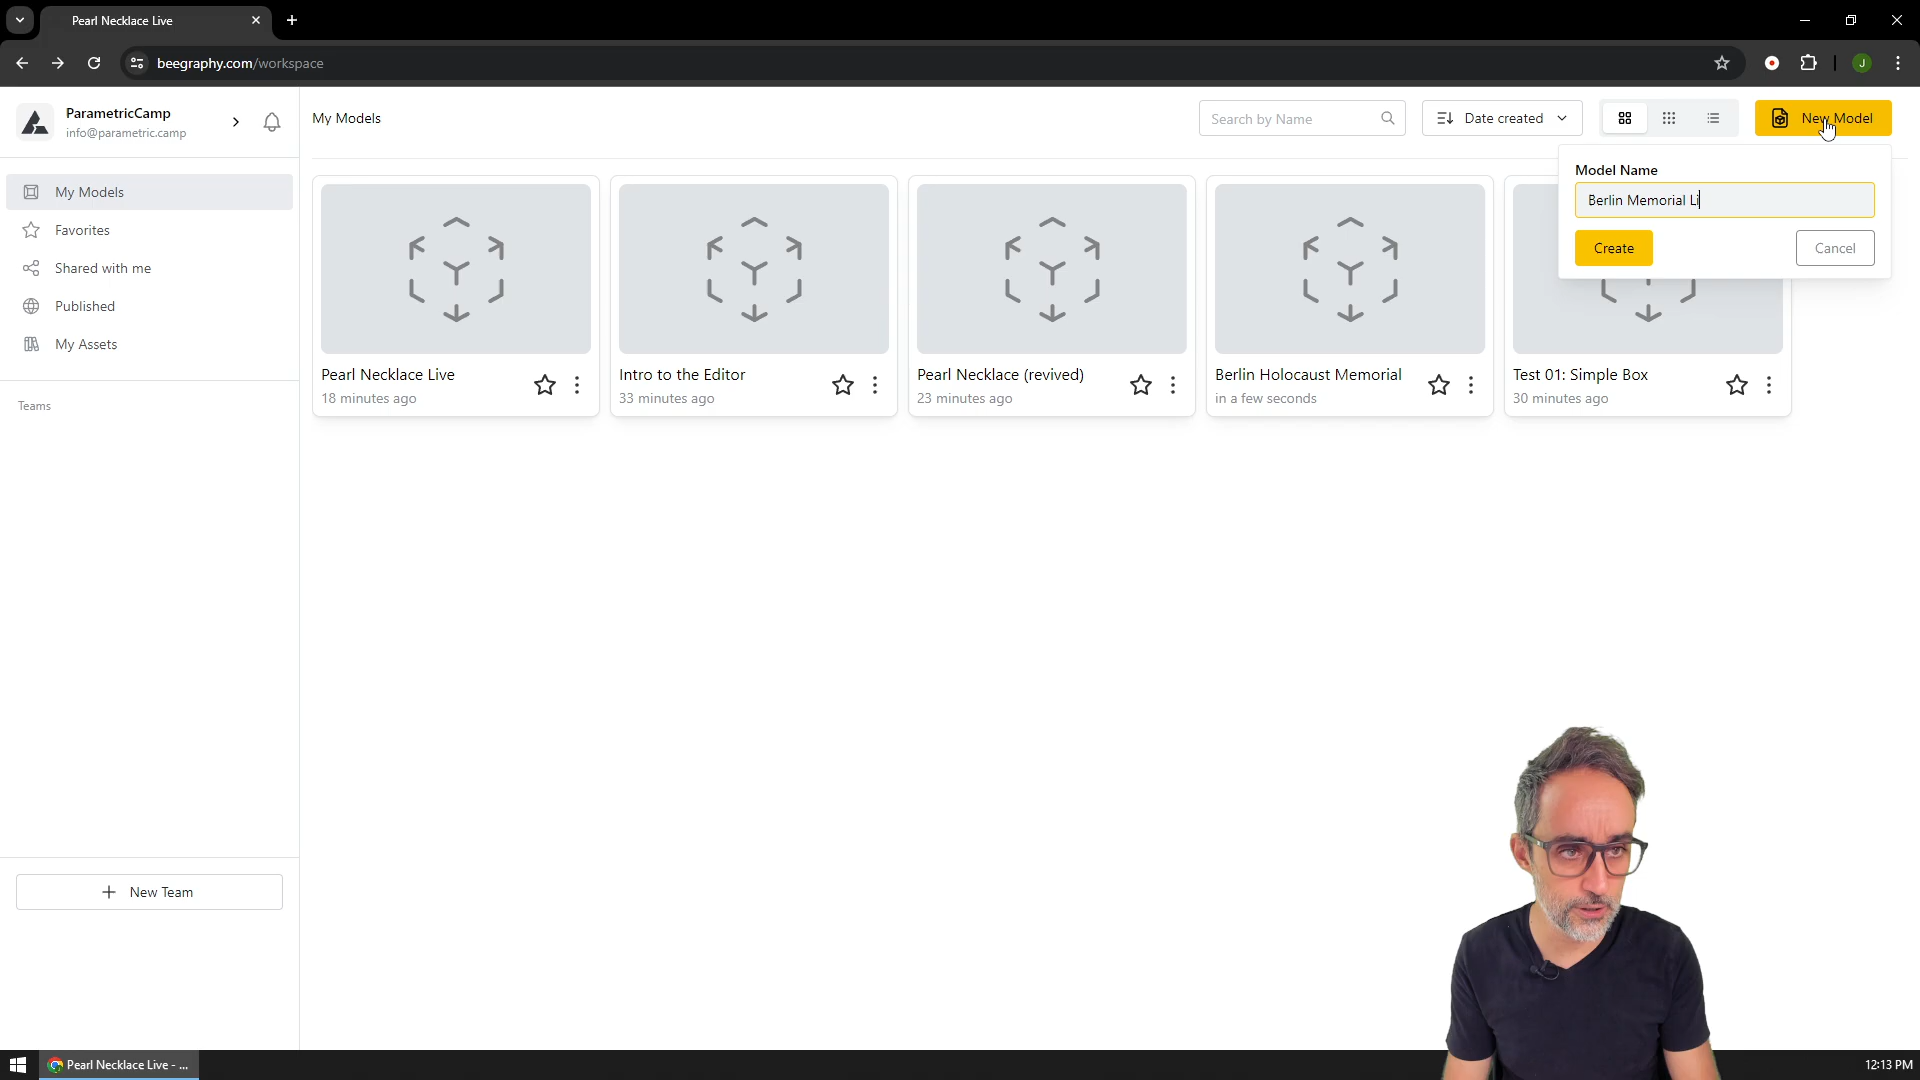 Pearl Necklace Live
beegraphy.com/workspace
J
ParametricCamp
info@parametric.camp
My Models
Search by Name
Date created
New Model
Model Name
Berlin Memorial Li
Create
Cancel
My Models
Favorites
Shared with me
Published
My Assets
Teams
Pearl Necklace Live
18 minutes ago
Intro to the Editor
33 minutes ago
Pearl Necklace (revived)
23 minutes ago
Berlin Holocaust Memorial
in a few seconds
Test 01: Simple Box
30 minutes ago
New Team
Pearl Necklace Live - ...
12:13 PM